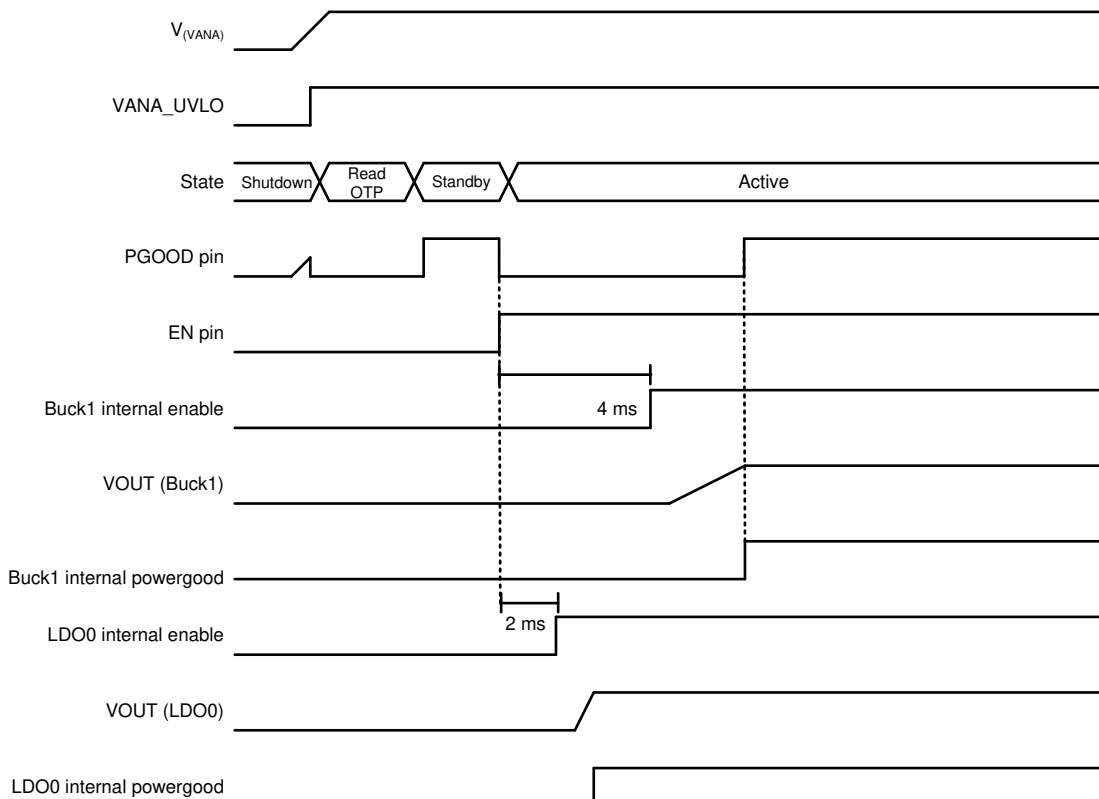 V(VANA)
VANA_UVLO
State
Shutdown
Read
OTP
Standby
Active
PGOOD pin
EN pin
Buck1 internal enable
4 ms
VOUT (Buck1)
Buck1 internal powergood
2 ms
LDO0 internal enable
VOUT (LDO0)
LDO0 internal powergood